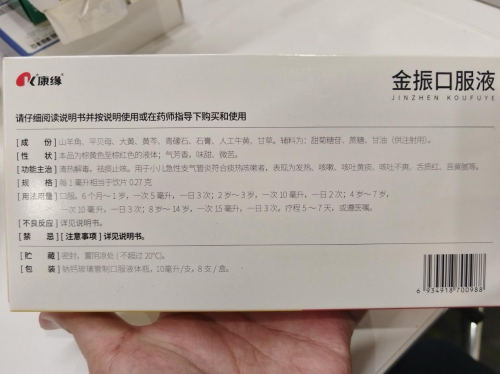 康缘
金振口服液
JINZHEN KOUFUYE
请仔细阅读说明书并按说明使用或在药师指导下购买和使用
[成 份] 山羊角、平贝母、大黄、黄芩、青礞石、石膏、人工牛黄、甘草。辅料为：甜菊糖苷、蔗糖、甘油（供注射用）。
[性 状] 本品为棕黄色至棕红色的液体；气芳香，味甜、微苦。
[功能主治] 清热解毒、祛痰止咳。用于小儿急性支气管炎符合痰热咳嗽者，表现为发热、咳嗽、咳吐黄痰、咳吐不爽、舌质红、苔黄腻等。
[规 格] 每1毫升相当于饮片0.27克
[用法用量] 口服。6个月～1岁，一次5毫升，一日3次；2岁～3岁，一次10毫升，一日2次；4岁～7岁，
一次10毫升，一日3次；8岁～14岁，一次15毫升，一日3次。疗程5～7天，或遵医嘱。
[不良反应] 详见说明书。
[禁 忌] [注意事项] 详见说明书。
[贮 藏] 密封，置阴凉处（不超过20℃）。
[包 装] 钠钙玻璃管制口服液体瓶，10毫升/支，8支/盒。
6 934918 700988